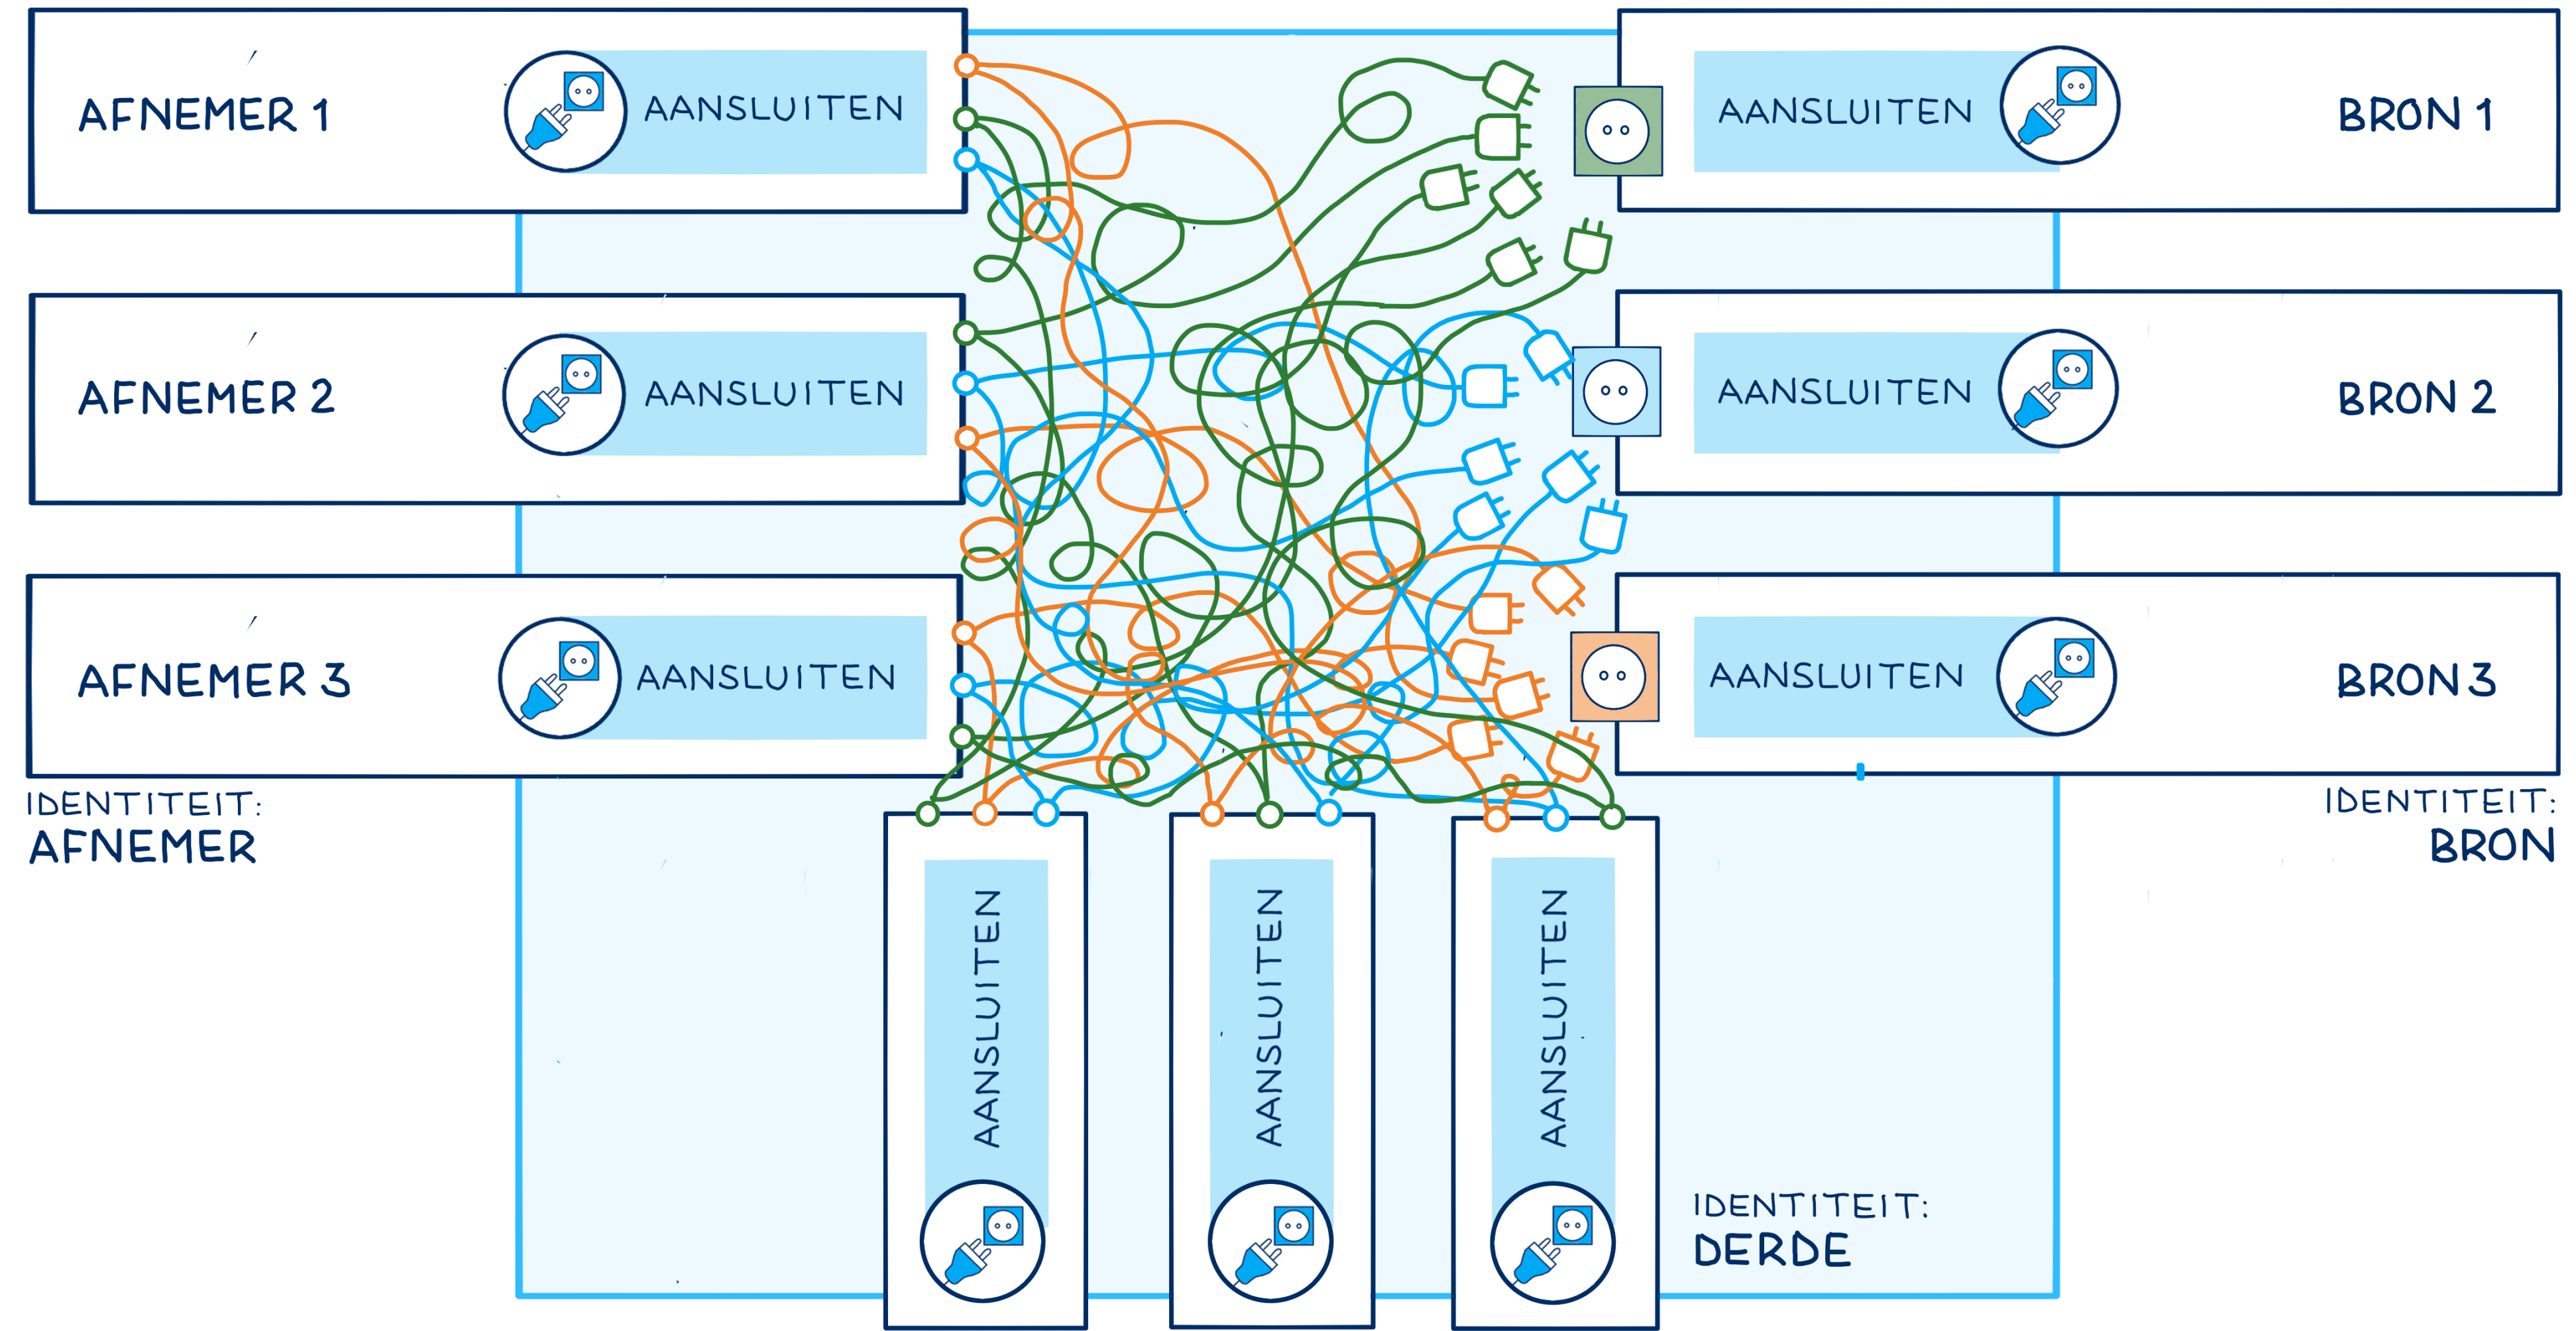 AFNEMER 1
AANSLUITEN
AANSLUITEN
BRON 1
AFNEMER 2
AANSLUITEN
AANSLUITEN
BRON 2
AFNEMER 3
AANSLUITEN
AANSLUITEN
BRON 3
IDENTITEIT:
AFNEMER
IDENTITEIT:
BRON
AANSLUITEN
AANSLUITEN
AANSLUITEN
IDENTITEIT:
DERDE